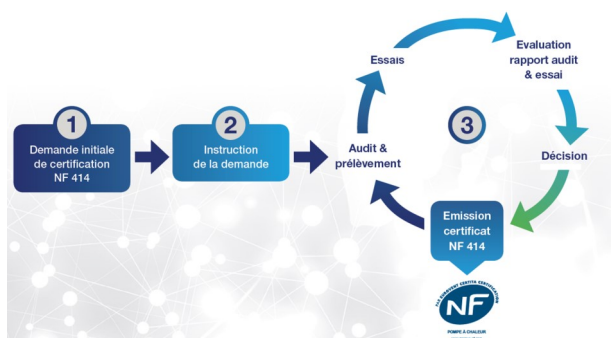 1
Demande initiale
de certification
NF 414
2
Instruction
de la demande
3
Audit &
prélèvement
Essais
Evaluation
rapport audit
& essai
Décision
Emission
certificat
NF 414
NF
POMPE À CHALEUR